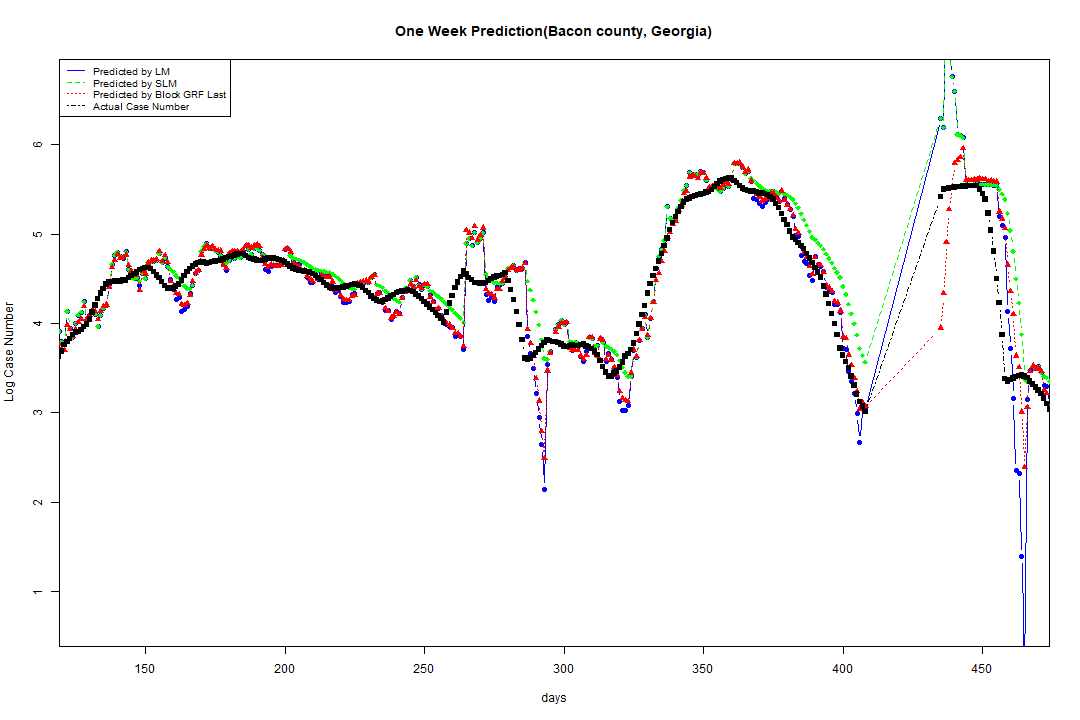 One Week Prediction(Bacon county, Georgia)
Predicted by LM
Predicted by SLM
Predicted by Block GRF Last
Actual Case Number
6
5
4
3
2
1
Log Case Number
150 200 250 300 350 400 450
days